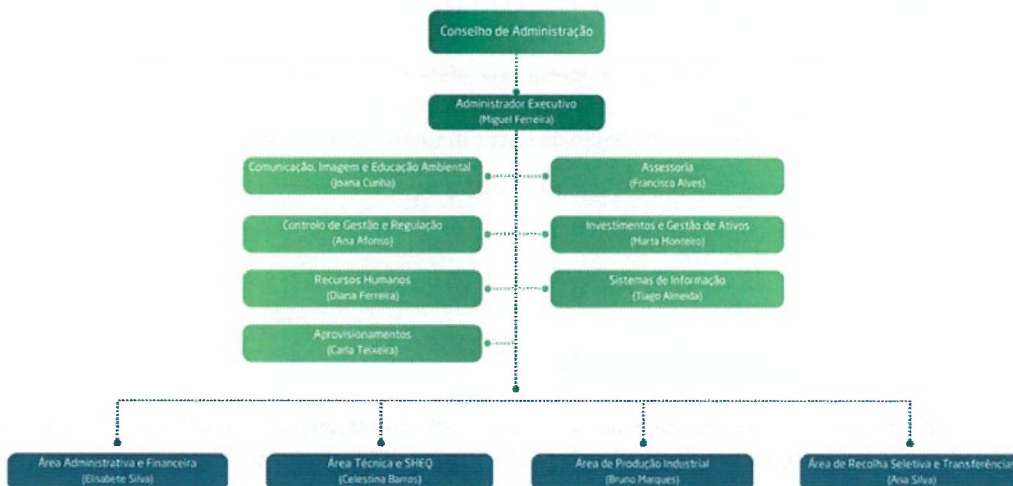 Conselho de Administração
Administrador Executivo
(Miguel Ferreira)
Comunicação, Imagem e Educação Ambiental
(Joana Cunha)
Assessoria
(Francisco Alves)
Controlo de Gestão e Regulação
(Ana Afonso)
Investimentos e Gestão de Ativos
(Marta Monteiro)
Recursos Humanos
(Diana Ferreira)
Sistemas de Informação
(Tiago Almeida)
Aprovisionamentos
(Carla Teixeira)
Área Administrativa e Financeira
(Elisabete Silva)
Área Técnica e SHEQ
(Celestina Barros)
Área de Produção Industrial
(Bruno Marques)
Área de Recolha Seletiva e Transferências
(Ana Silva)